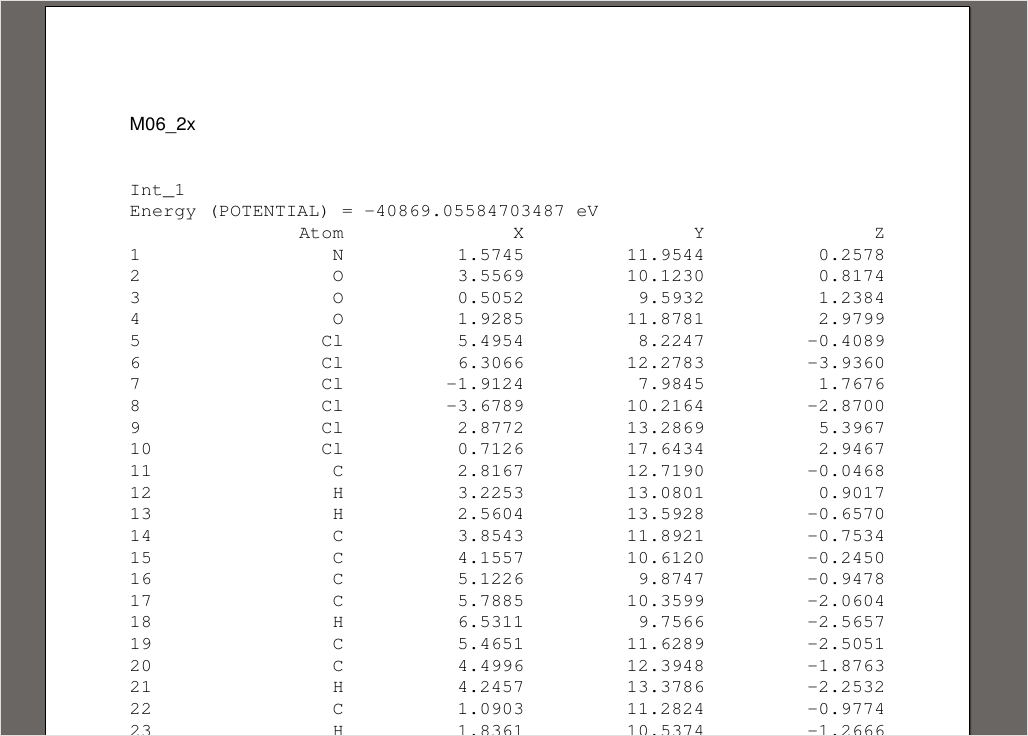 M06_2x
Int_1
Energy (POTENTIAL) = -40869.05584703487 eV
Atom X Y Z
1 N 1.5745 11.9544 0.2578
2 O 3.5569 10.1230 0.8174
3 O 0.5052 9.5932 1.2384
4 O 1.9285 11.8781 2.9799
5 Cl 5.4954 8.2247 -0.4089
6 Cl 6.3066 12.2783 -3.9360
7 Cl -1.9124 7.9845 1.7676
8 Cl -3.6789 10.2164 -2.8700
9 Cl 2.8772 13.2869 5.3967
10 Cl 0.7126 17.6434 2.9467
11 C 2.8167 12.7190 -0.0468
12 H 3.2253 13.0801 0.9017
13 H 2.5604 13.5928 -0.6570
14 C 3.8543 11.8921 -0.7534
15 C 4.1557 10.6120 -0.2450
16 C 5.1226 9.8747 -0.9478
17 C 5.7885 10.3599 -2.0604
18 H 6.5311 9.7566 -2.5657
19 C 5.4651 11.6289 -2.5051
20 C 4.4996 12.3948 -1.8763
21 H 4.2457 13.3786 -2.2532
22 C 1.0903 11.2824 -0.9774
23 H 1.8361 10.5374 -1.2666